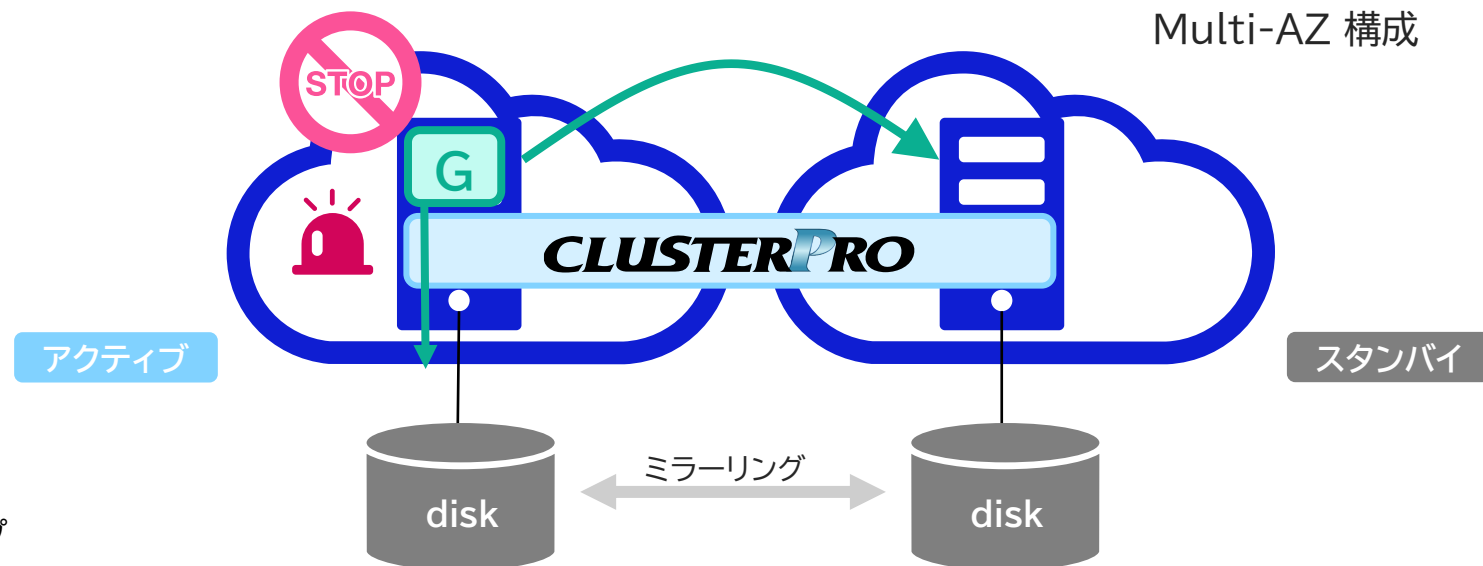 Multi-AZ 構成
STOP
G
CLUSTERPRO
アクティブ
スタンバイ
ミラーリング
disk
disk
プ